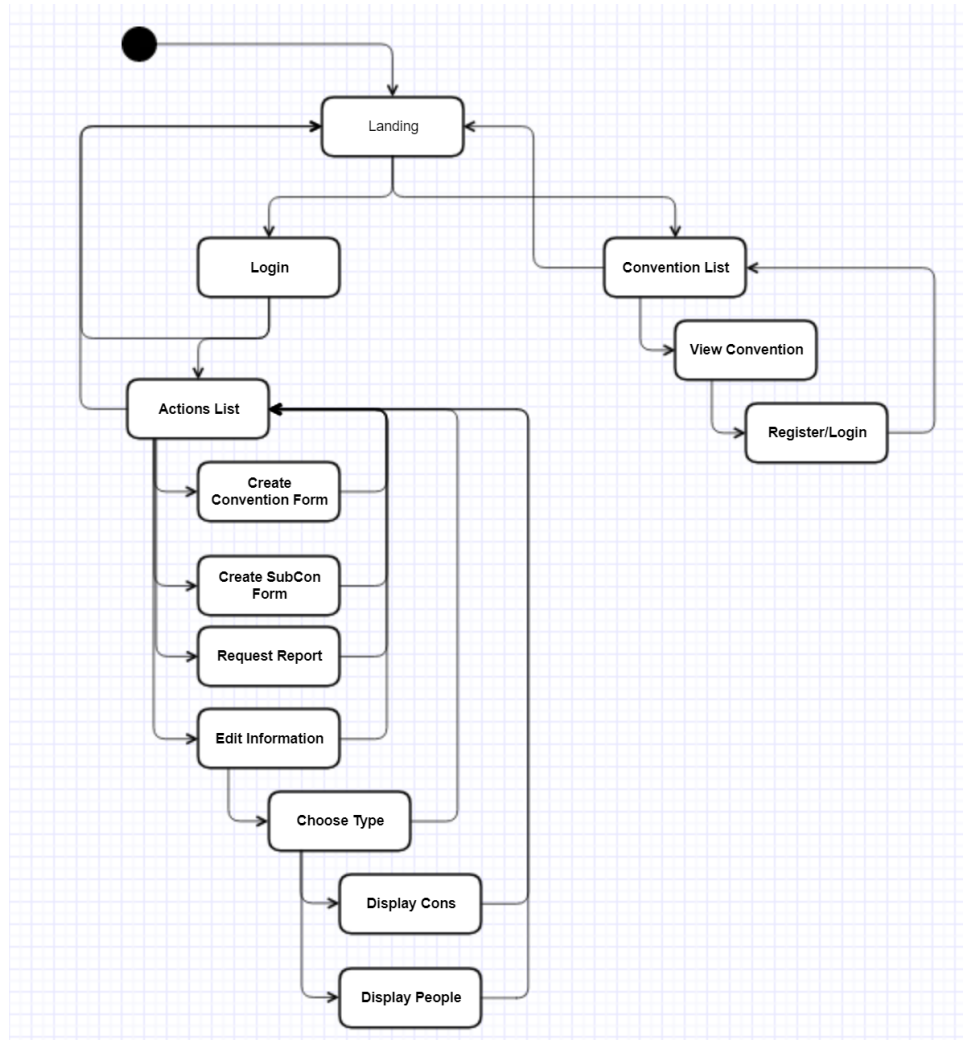 Landing
Login
Convention List
View Convention
Actions List
Register/Login
Create
Convention Form
Create SubCon
Form
Request Report
Edit Information
Choose Type
Display Cons
Display People